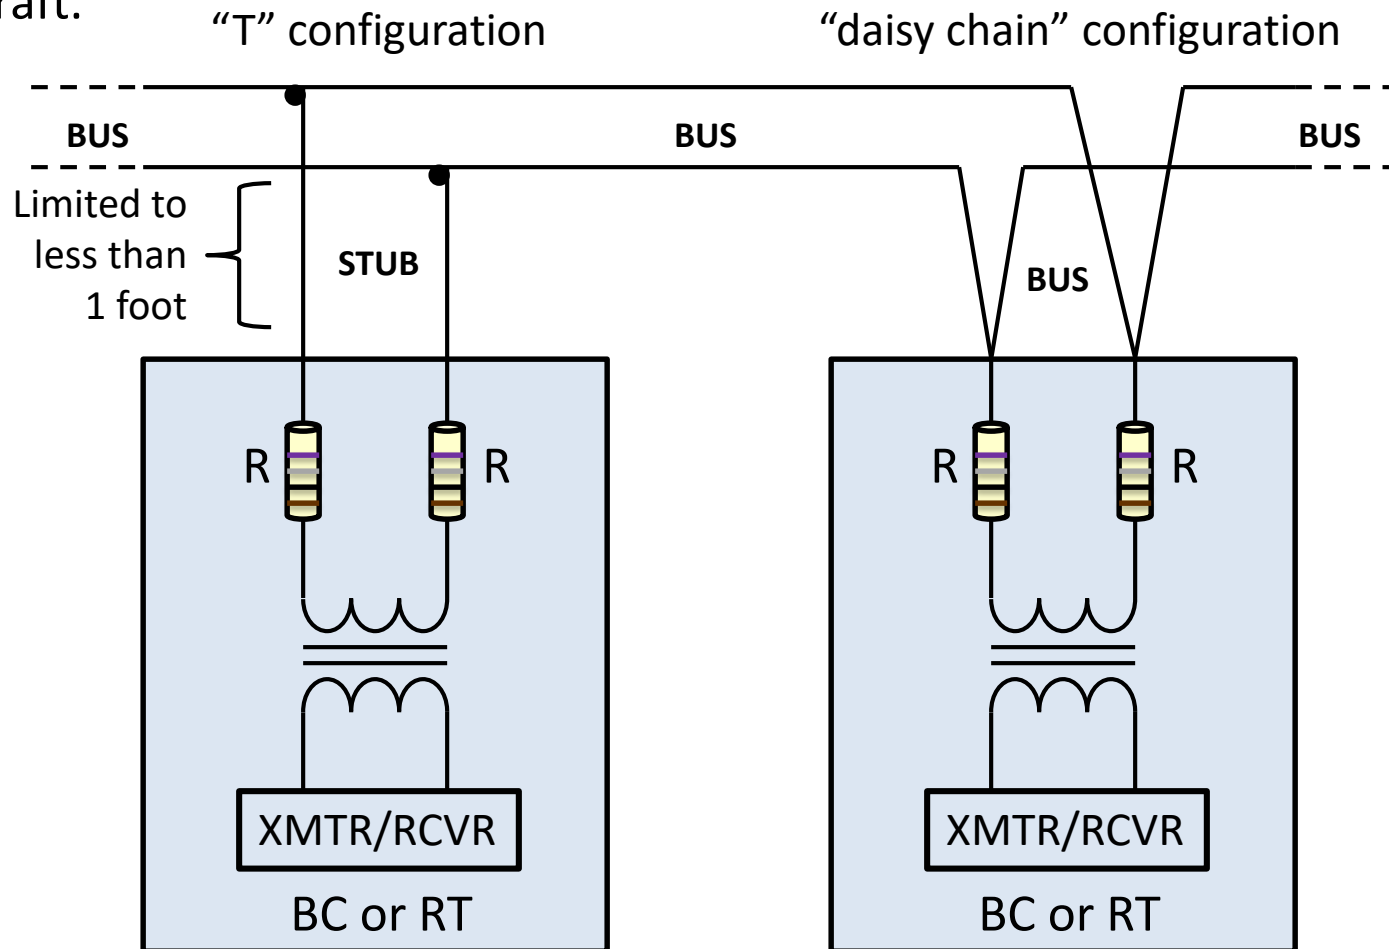 raft.
“T” configuration
“daisy chain” configuration
BUS
BUS
BUS
Limited to
less than
1 foot
STUB
BUS
R
R
R
R
XMTR/RCVR
XMTR/RCVR
BC or RT
BC or RT